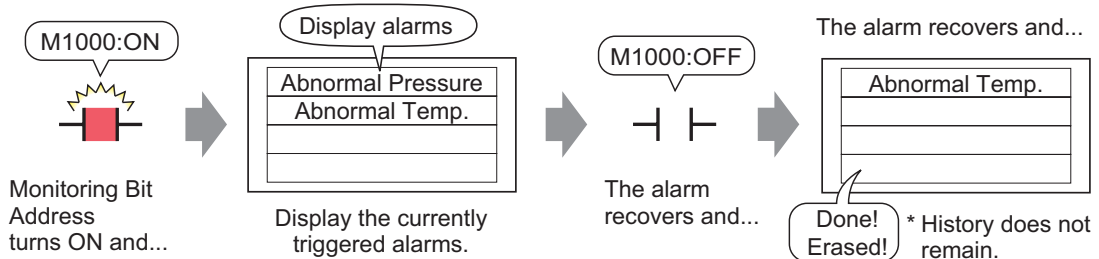 M1000:ON
Monitoring Bit
Address
turns ON and...
Display alarms
Abnormal Pressure
Abnormal Temp.
Display the currently
triggered alarms.
M1000:OFF
The alarm
recovers and...
The alarm recovers and...
Abnormal Temp.
Done!
Erased!
* History does not
remain.